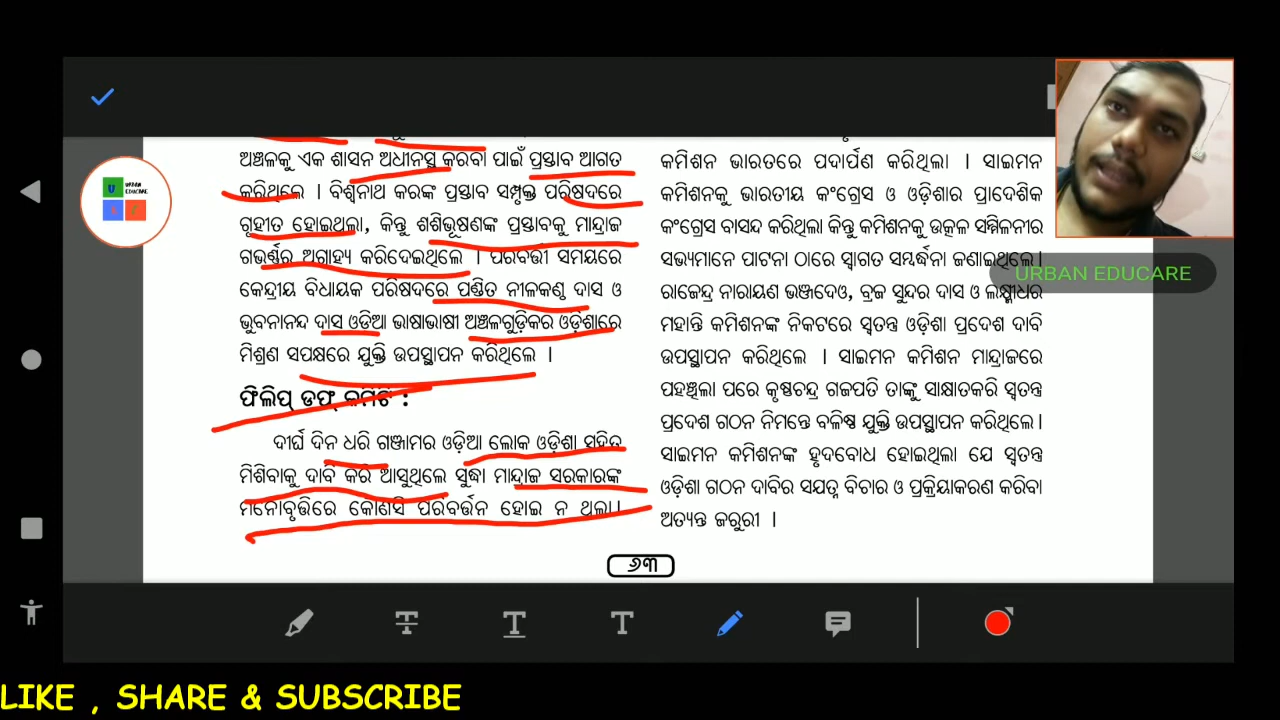 ଅଞ୍ଚଳକୁ ଏକ ଶାସନ ଅଧୀନସ୍ତ କରବା ପାଇଁ ପ୍ରସ୍ତାବ ଆଗତ
କରିଥିଲେ । ବିଶ୍ୱନାଥ କରଙ୍କ ପ୍ରସ୍ତାବ ସମ୍ପୃକ୍ତ ପରିଷଦରେ
ଗୃହୀତ ହୋଇଥିଲା, କିନ୍ତୁ ଶଶିଭୂଷଣଙ୍କ ପ୍ରସ୍ତାବକୁ ମାନ୍ଦ୍ରାଜ
ଗଭର୍ଣ୍ଣର ଅଗ୍ରାହ୍ୟ କରିଦେଇଥିଲେ । ପରବର୍ତ୍ତୀ ସମୟରେ
କେନ୍ଦ୍ରୀୟ ବିଧାୟକ ପରିଷଦରେ ପଣ୍ଡିତ ନୀଳକଣ୍ଠ ଦାସ ଓ
ଭୁବନାନନ୍ଦ ଦାସ ଓଡିଆ ଭାଷାଭାଷୀ ଅଞ୍ଚଳଗୁଡ଼ିକର ଓଡ଼ିଶାରେ
ମିଶ୍ରଣ ସପକ୍ଷରେ ଯୁକ୍ତି ଉପସ୍ଥାପନ କରିଥିଲେ ।
ଫିଲିପ୍ ଡଫ୍ କମିଟି :
ଦୀର୍ଘ ଦିନ ଧରି ଗଞ୍ଜାମର ଓଡ଼ିଆ ଲୋକ ଓଡ଼ିଶା ସହିତ
ମିଶିବାକୁ ଦାବି କରି ଆସୁଥିଲେ ସୁଦ୍ଧା ମାନ୍ଦ୍ରାଜ ସରକାରଙ୍କ
ମନୋବୃତ୍ତିରେ କୋଣସି ପରିବର୍ତ୍ତନ ହୋଇ ନ ଥିଲା।
କମିଶନ ଭାରତରେ ପଦାର୍ପଣ କରିଥିଲା । ସାଇମନ
କମିଶନକୁ ଭାରତୀୟ କଂଗ୍ରେସ ଓ ଓଡ଼ିଶାର ପ୍ରାଦେଶିକ
କଂଗ୍ରେସ ବାସନ୍ଦ କରିଥିଲା କିନ୍ତୁ କମିଶନକୁ ଉତ୍କଳ ସମ୍ମିଳନୀର
ସଭ୍ୟମାନେ ପାଟନା ଠାରେ ସ୍ୱାଗତ ସମ୍ବର୍ଦ୍ଧନା ଜଣାଇଥିଲେ।
ରାଜେନ୍ଦ୍ର ନାରାୟଣ ଭଞ୍ଜଦେଓ, ବ୍ରଜ ସୁନ୍ଦର ଦାସ ଓ ଲକ୍ଷ୍ମୀଧର
ମହାନ୍ତି କମିଶନଙ୍କ ନିକଟରେ ସ୍ୱତନ୍ତ୍ର ଓଡ଼ିଶା ପ୍ରଦେଶ ଦାବି
ଉପସ୍ଥାପନ କରିଥିଲେ । ସାଇମନ କମିଶନ ମାନ୍ଦ୍ରାଜରେ
ପହଞ୍ଚିଲା ପରେ କୃଷ୍ଣଚନ୍ଦ୍ର ଗଜପତି ତାଙ୍କୁ ସାକ୍ଷାତକରି ସ୍ୱତନ୍ତ୍ର
ପ୍ରଦେଶ ଗଠନ ନିମନ୍ତେ ବଳିଷ୍ଠ ଯୁକ୍ତି ଉପସ୍ଥାପନ କରିଥିଲେ।
ସାଇମନ କମିଶନଙ୍କ ହୃଦବୋଧ ହୋଇଥିଲା ଯେ ସ୍ୱତନ୍ତ୍ର
ଓଡ଼ିଶା ଗଠନ ଦାବିର ସଯତ୍ନ ବିଚାର ଓ ପ୍ରକ୍ରିୟାକରଣ କରିବା
ଅତ୍ୟନ୍ତ ଜରୁରୀ ।
୬୩
URBAN EDUCARE
URBAN EDUCARE
LIKE , SHARE & SUBSCRIBE